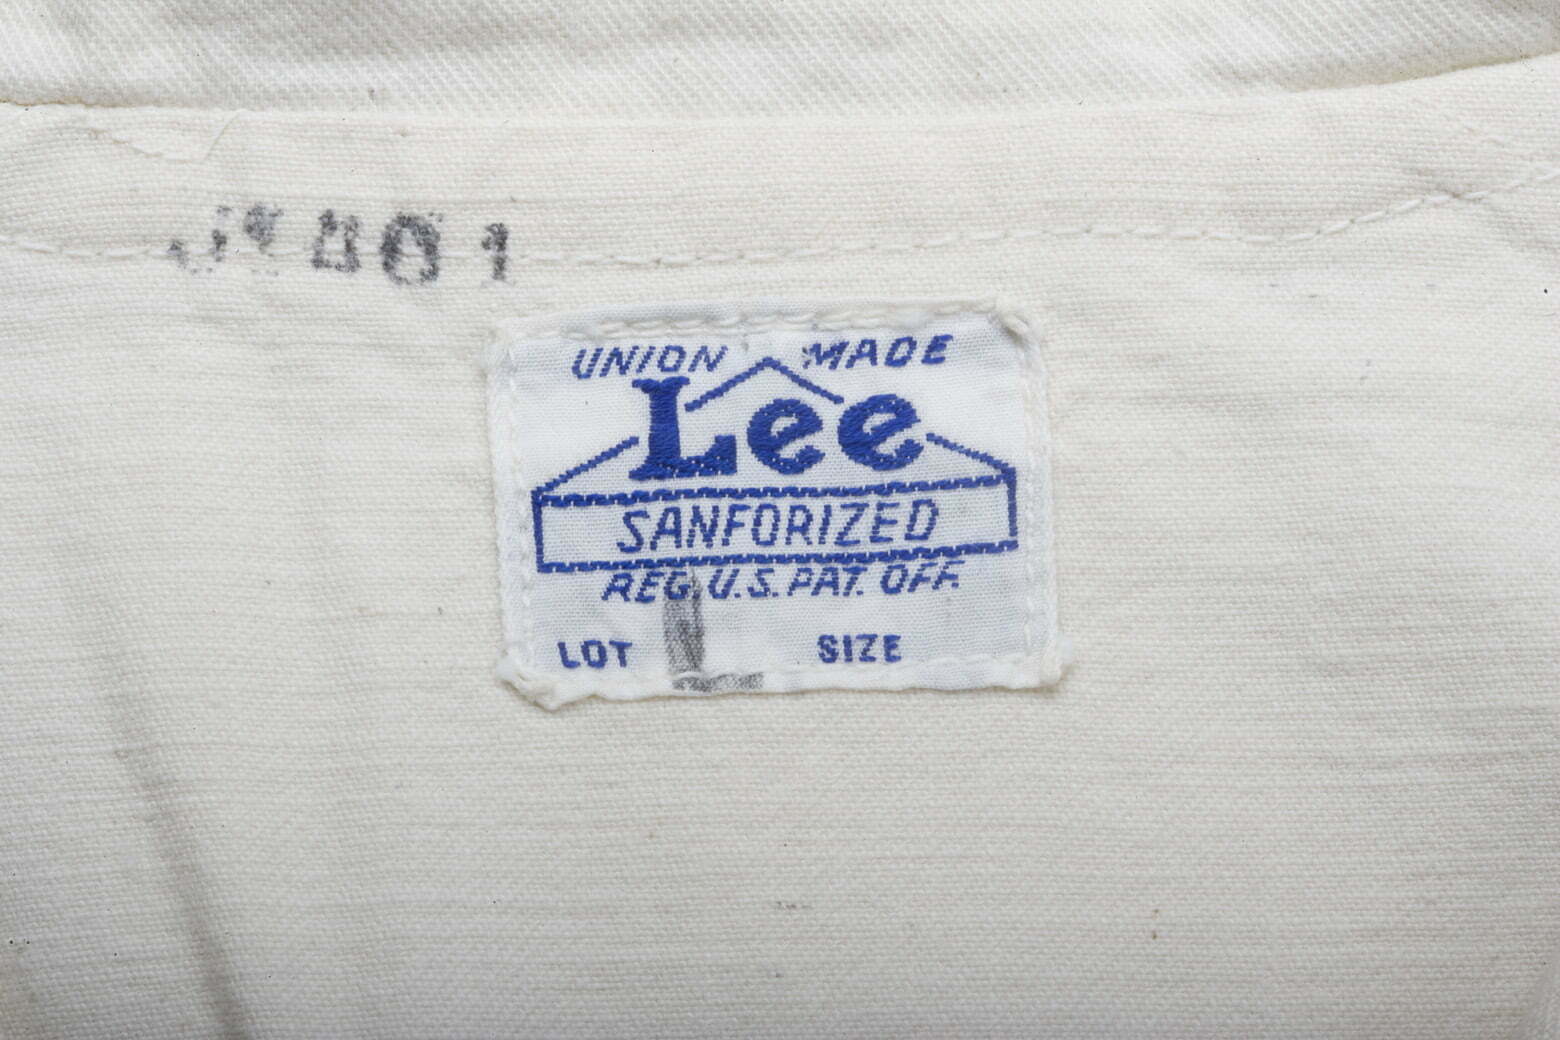 UNION MADE
Lee
SANFORIZED
REG. U.S. PAT. OFF.
LOT SIZE